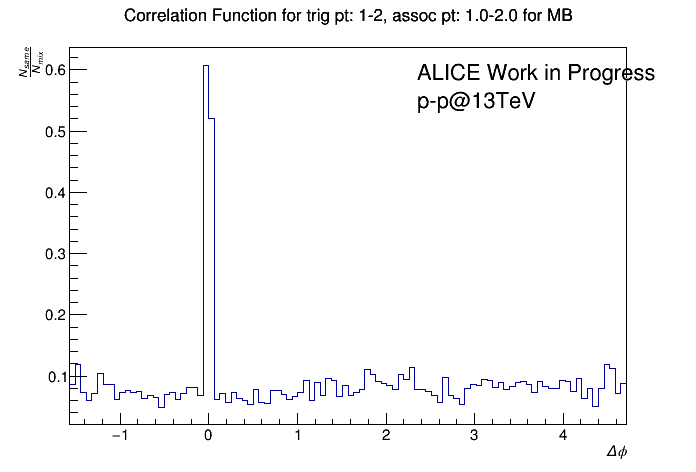 Correlation Function for trig pt: 1-2, assoc pt: 1.0-2.0 for MB
N_same
N_mix
ALICE Work in Progress
p-p@13TeV
0.6
0.5
0.4
0.3
0.2
0.1
−1 0 1 2 3 4
Δφ